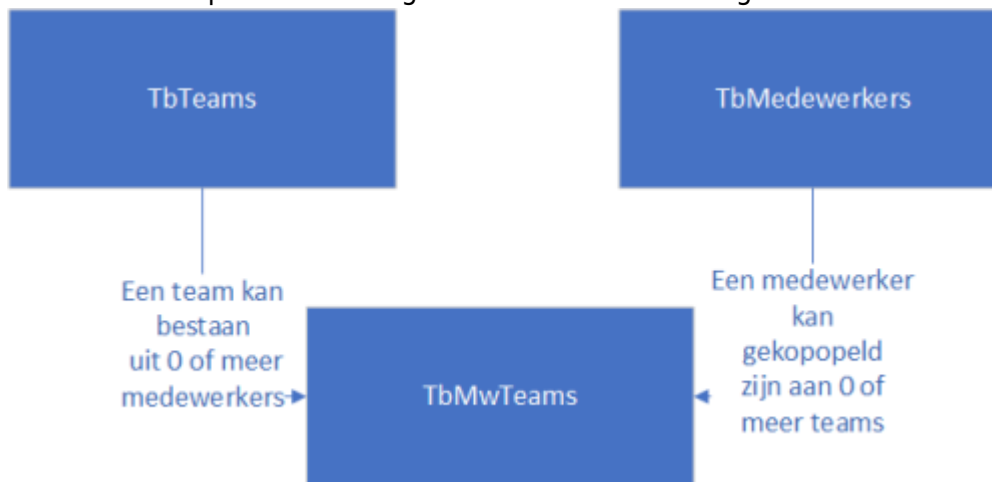 TbTeams
TbMedewerkers
Een team kan
bestaan
uit 0 of meer
medewerkers
Een medewerker
kan
gekopopeld
zijn aan 0 of
meer teams
TbMwTeams